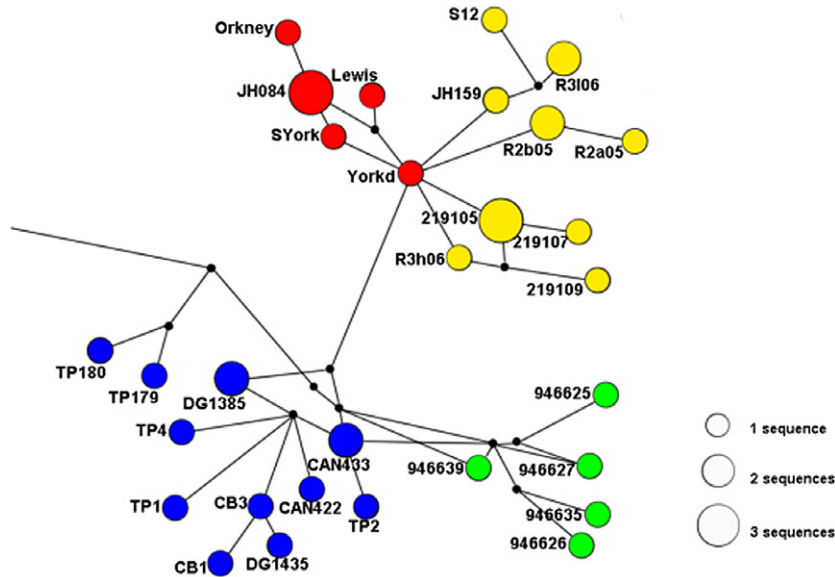 S12
Orkney
R3l06
Lewis
JH084
JH159
SYork
R2b05
R2a05
Yorkd
219105
219107
R3h06
219109
TP180
TP179
DG1385
946625
1 sequence
TP4
CAN433
946639
946627
2 sequences
TP1
CB3
CAN422
TP2
946635
3 sequences
946626
CB1
DG1435